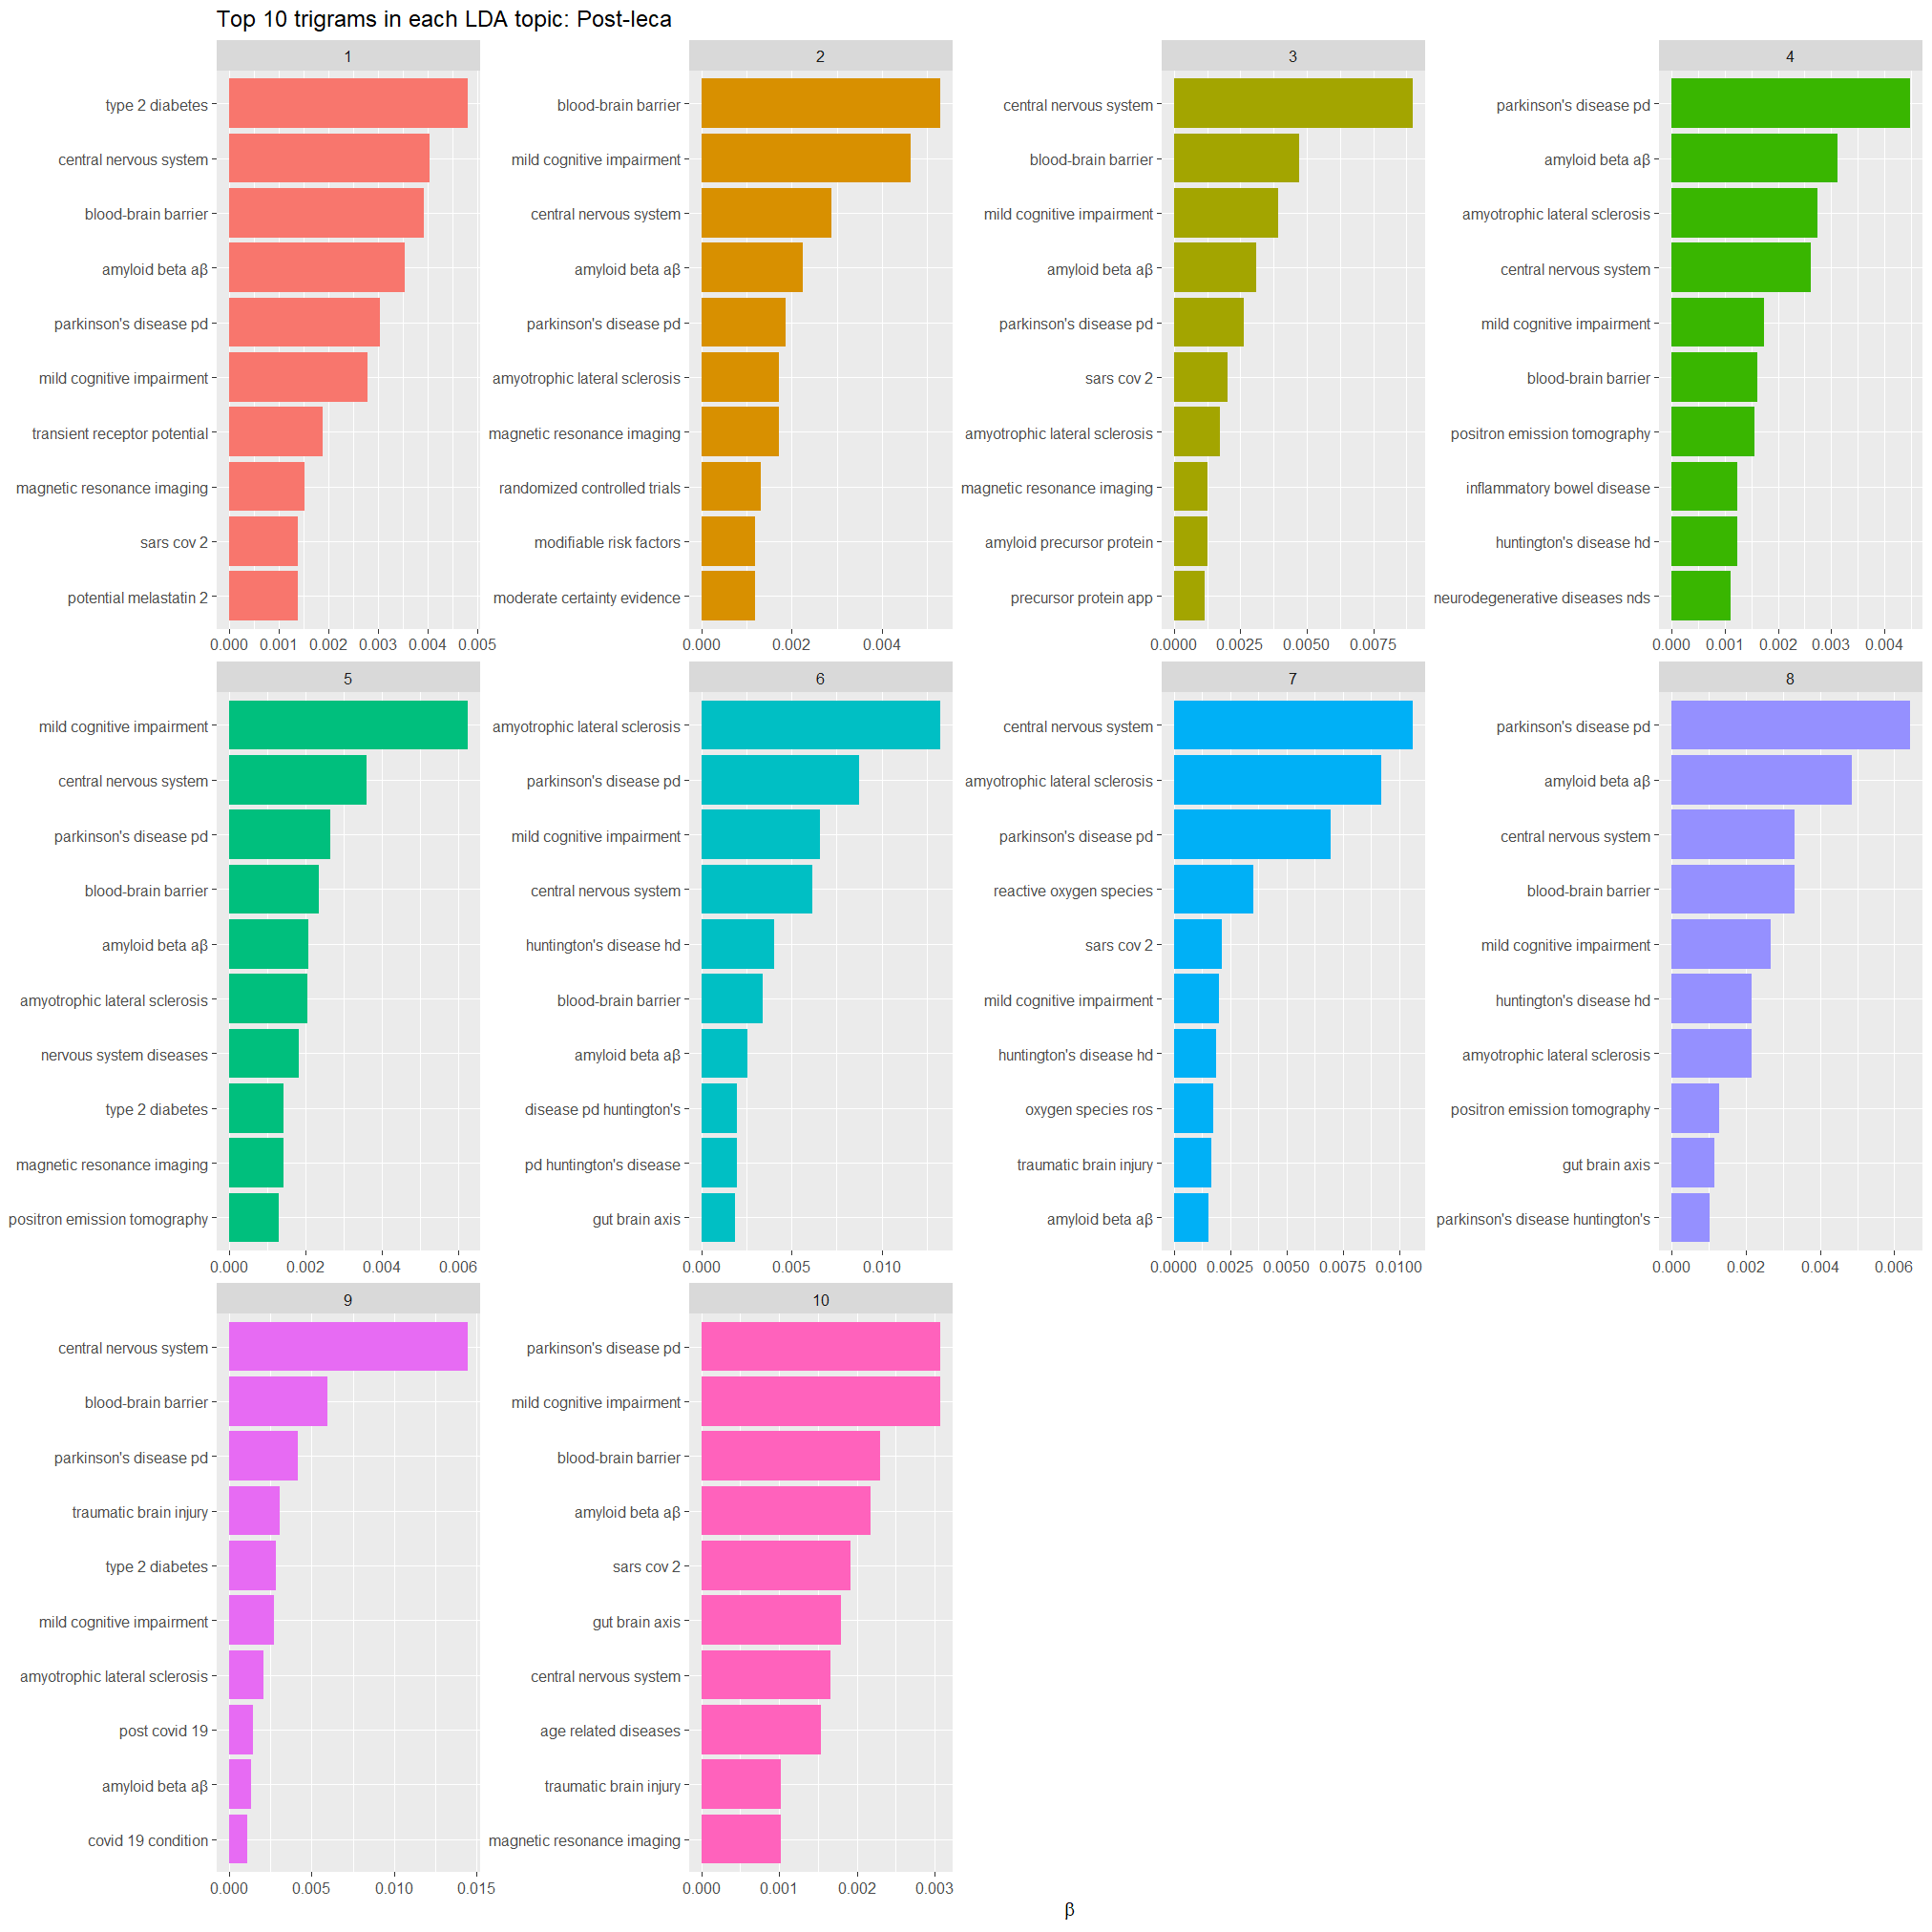 Top 10 trigrams in each LDA topic: Post-leca
1
type 2 diabetes
central nervous system
blood-brain barrier
amyloid beta aβ
parkinson's disease pd
mild cognitive impairment
transient receptor potential
magnetic resonance imaging
sars cov 2
potential melastatin 2
0.000 0.001 0.002 0.003 0.004 0.005
2
blood-brain barrier
mild cognitive impairment
central nervous system
amyloid beta aβ
parkinson's disease pd
amyotrophic lateral sclerosis
magnetic resonance imaging
randomized controlled trials
modifiable risk factors
moderate certainty evidence
0.000 0.002 0.004
3
central nervous system
blood-brain barrier
mild cognitive impairment
amyloid beta aβ
parkinson's disease pd
sars cov 2
amyotrophic lateral sclerosis
magnetic resonance imaging
amyloid precursor protein
precursor protein app
0.0000 0.0025 0.0050 0.0075
4
parkinson's disease pd
amyloid beta aβ
amyotrophic lateral sclerosis
central nervous system
mild cognitive impairment
blood-brain barrier
positron emission tomography
inflammatory bowel disease
huntington's disease hd
neurodegenerative diseases nds
0.000 0.001 0.002 0.003 0.004
5
mild cognitive impairment
central nervous system
parkinson's disease pd
blood-brain barrier
amyloid beta aβ
amyotrophic lateral sclerosis
nervous system diseases
type 2 diabetes
magnetic resonance imaging
positron emission tomography
0.000 0.002 0.004 0.006
6
amyotrophic lateral sclerosis
parkinson's disease pd
mild cognitive impairment
central nervous system
huntington's disease hd
blood-brain barrier
amyloid beta aβ
disease pd huntington's
pd huntington's disease
gut brain axis
0.000 0.005 0.010
7
central nervous system
amyotrophic lateral sclerosis
parkinson's disease pd
reactive oxygen species
sars cov 2
mild cognitive impairment
huntington's disease hd
oxygen species ros
traumatic brain injury
amyloid beta aβ
0.0000 0.0025 0.0050 0.0075 0.0100
8
parkinson's disease pd
amyloid beta aβ
central nervous system
blood-brain barrier
mild cognitive impairment
huntington's disease hd
amyotrophic lateral sclerosis
positron emission tomography
gut brain axis
parkinson's disease huntington's
0.000 0.002 0.004 0.006
9
central nervous system
blood-brain barrier
parkinson's disease pd
traumatic brain injury
type 2 diabetes
mild cognitive impairment
amyotrophic lateral sclerosis
post covid 19
amyloid beta aβ
covid 19 condition
0.000 0.005 0.010 0.015
10
parkinson's disease pd
mild cognitive impairment
blood-brain barrier
amyloid beta aβ
sars cov 2
gut brain axis
central nervous system
age related diseases
traumatic brain injury
magnetic resonance imaging
0.000 0.001 0.002 0.003
β